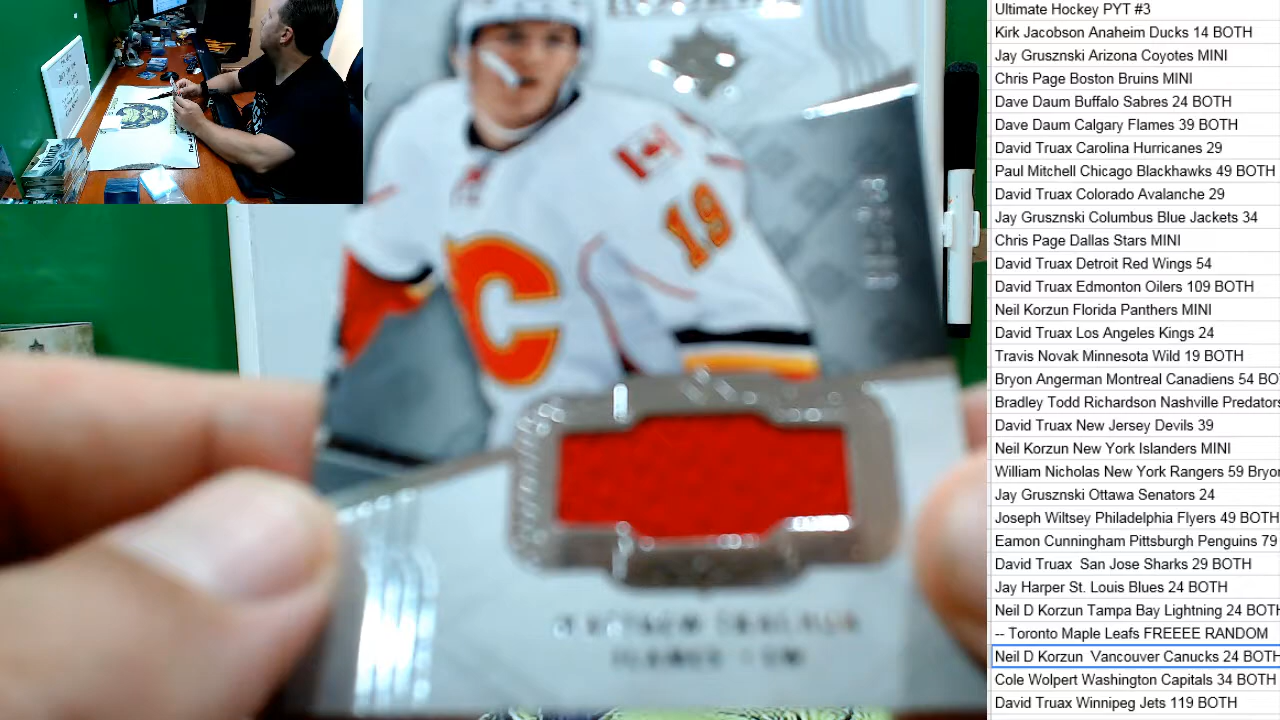 Ultimate Hockey PYT #3
Kirk Jacobson Anaheim Ducks 14 BOTH
Jay Grusznski Arizona Coyotes MINI
Chris Page Boston Bruins MINI
Dave Daum Buffalo Sabres 24 BOTH
Dave Daum Calgary Flames 39 BOTH
David Truax Carolina Hurricanes 29
Paul Mitchell Chicago Blackhawks 49 BOTH
David Truax Colorado Avalanche 29
Jay Grusznski Columbus Blue Jackets 34
Chris Page Dallas Stars MINI
David Truax Detroit Red Wings 54
David Truax Edmonton Oilers 109 BOTH
Neil Korzun Florida Panthers MINI
David Truax Los Angeles Kings 24
Travis Novak Minnesota Wild 19 BOTH
Bryon Angerman Montreal Canadiens 54 BO
Bradley Todd Richardson Nashville Predators
David Truax New Jersey Devils 39
Neil Korzun New York Islanders MINI
William Nicholas New York Rangers 59 Bryo
Jay Grusznski Ottawa Senators 24
Joseph Wiltsey Philadelphia Flyers 49 BOTH
Eamon Cunningham Pittsburgh Penguins 79
David Truax  San Jose Sharks 29 BOTH
Jay Harper St. Louis Blues 24 BOTH
Neil D Korzun Tampa Bay Lightning 24 BOTH
-- Toronto Maple Leafs FREEEE RANDOM
Neil D Korzun  Vancouver Canucks 24 BOTH
Cole Wolpert Washington Capitals 34 BOTH
David Truax Winnipeg Jets 119 BOTH
19
C
FLAMES